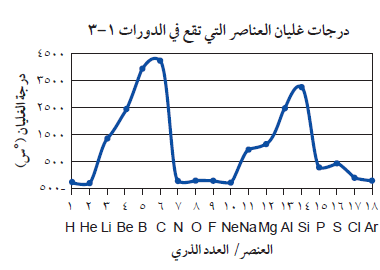 درجات غليان العناصر التي تقع في الدورات ١-٣
درجة الغليان (°س)
٤٥٠٠
٣٥٠٠
٢٥٠٠
١٥٠٠
٥٠٠
٥٠٠-
١ ٢ ٣ ٤ ٥ ٦ ٧ ٨ ٩ ١٠ ١١ ١٢ ١٣ ١٤ ١٥ ١٦ ١٧ ١٨
H He Li Be B C N O F Ne Na Mg Al Si P S Cl Ar
العنصر/ العدد الذري